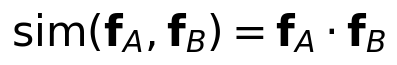 sim(𝐟_A, 𝐟_B) = 𝐟_A · 𝐟_B